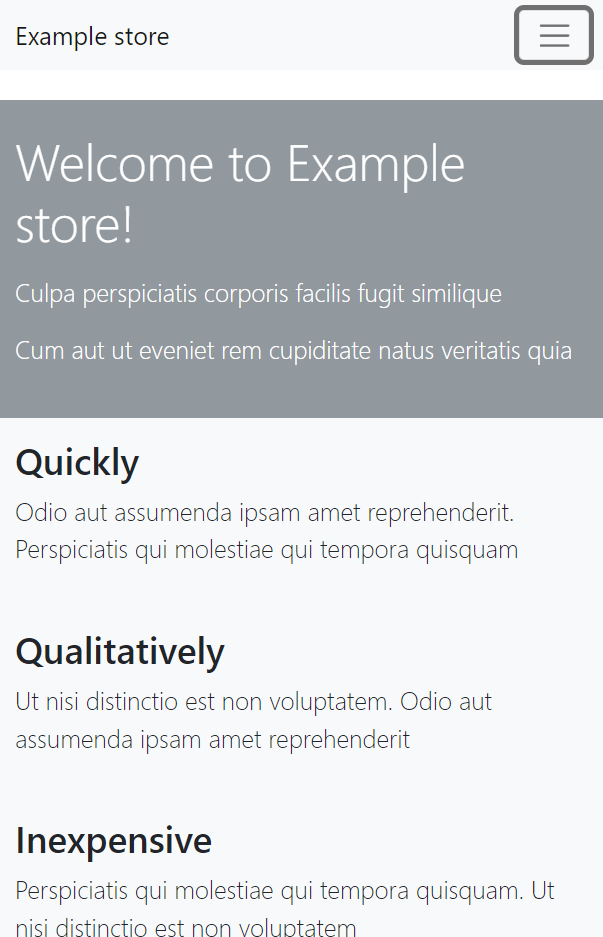 Example store
Welcome to Example
store!
Culpa perspiciatis corporis facilis fugit similique
Cum aut ut eveniet rem cupiditate natus veritatis quia
Quickly
Odio aut assumenda ipsam amet reprehenderit.
Perspiciatis qui molestiae qui tempora quisquam
Qualitatively
Ut nisi distinctio est non voluptatem. Odio aut
assumenda ipsam amet reprehenderit
Inexpensive
Perspiciatis qui molestiae qui tempora quisquam. Ut
nisi distinctio est non voluptatem